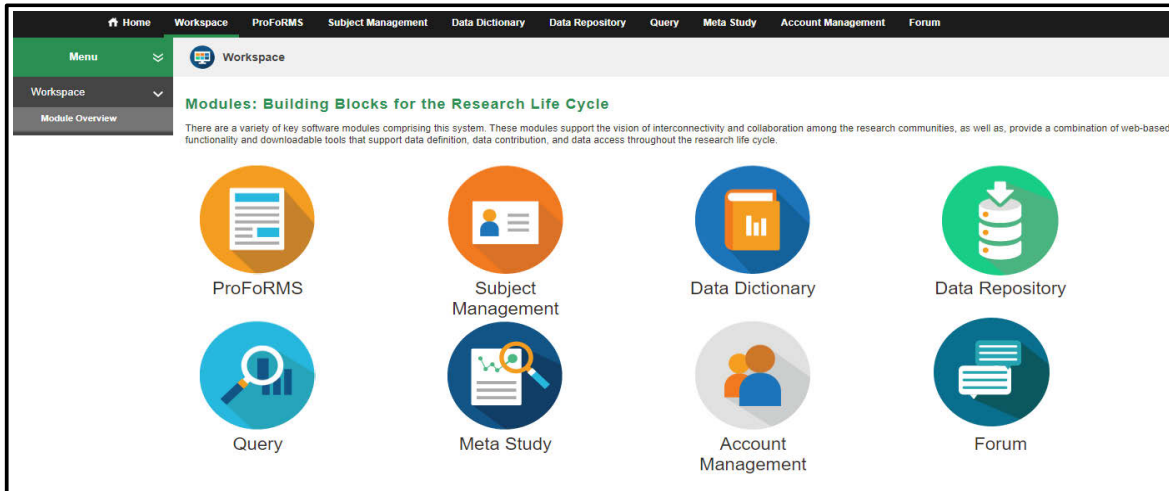 Home Workspace ProFoRMS Subject Management Data Dictionary Data Repository Query Meta Study Account Management Forum
Menu
Workspace
Workspace
Module Overview
Modules: Building Blocks for the Research Life Cycle
There are a variety of key software modules comprising this system. These modules support the vision of interconnectivity and collaboration among the research communities, as well as, provide a combination of web-based
functionality and downloadable tools that support data definition, data contribution, and data access throughout the research life cycle.
ProFoRMS
Subject
Management
Data Dictionary
Data Repository
Query
Meta Study
Account
Management
Forum